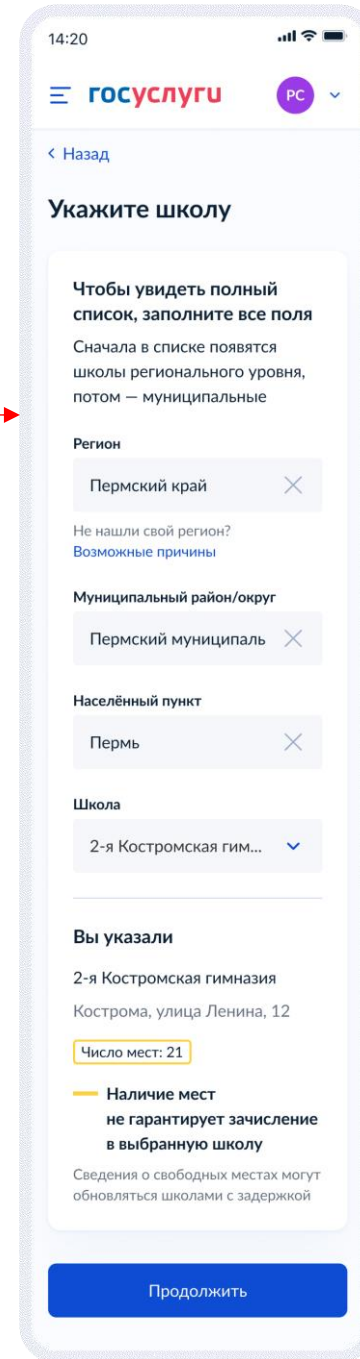 14:20
госуслуги
РС
Назад
Укажите школу
Чтобы увидеть полный
список, заполните все поля
Сначала в списке появятся
школы регионального уровня,
потом — муниципальные
Регион
Пермский край
Не нашли свой регион?
Возможные причины
Муниципальный район/округ
Пермский муниципаль
Населённый пункт
Пермь
Школа
2-я Костромская гим...
Вы указали
2-я Костромская гимназия
Кострома, улица Ленина, 12
Число мест: 21
Наличие мест
не гарантирует зачисление
в выбранную школу
Сведения о свободных местах могут
обновляться школами с задержкой
Продолжить